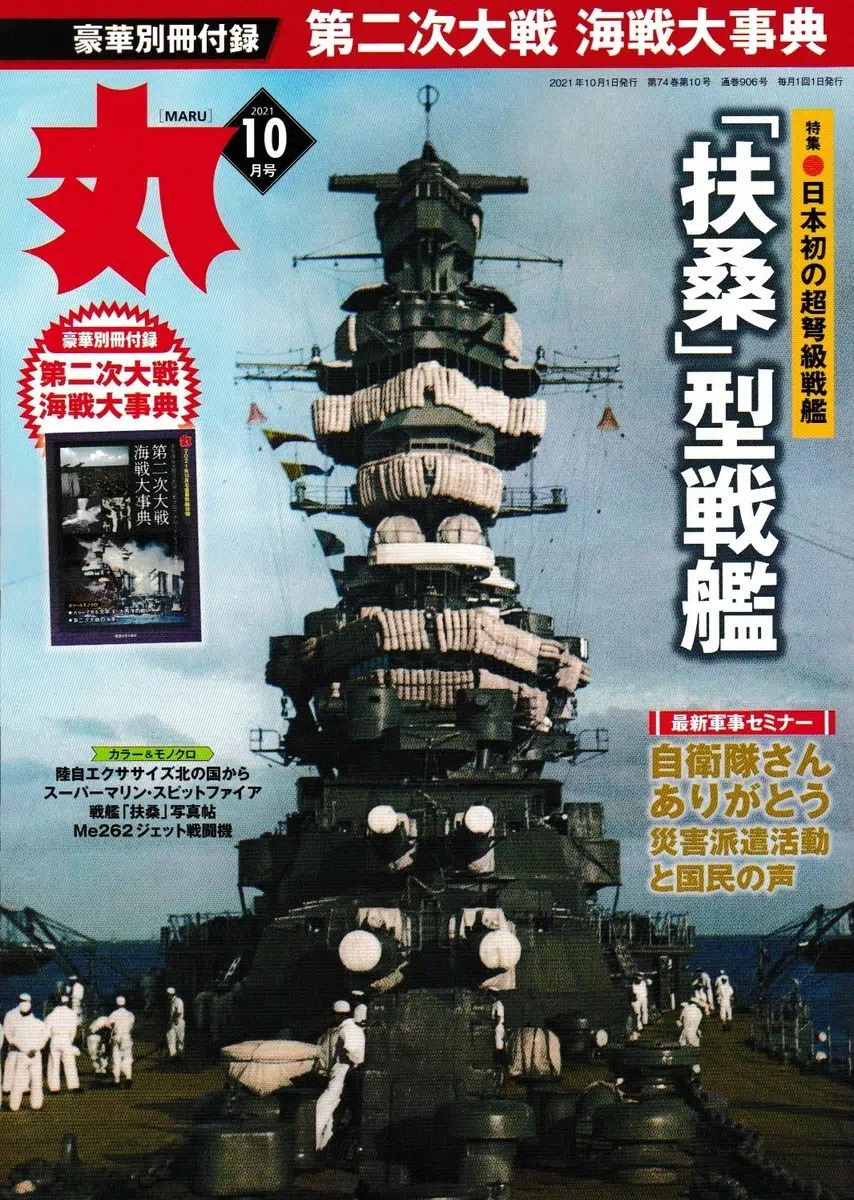 豪華別冊付録
第二次大戦 海戦大事典
2021年10月1日発行 第74巻第10号 通巻906号 毎月1回1日発行
丸
[MARU]
2021
10
月号
特集●日本初の超弩級戦艦
「扶桑」型戦艦
豪華別冊付録
第二次大戦
海戦大事典
丸
第二次大戦
海戦大事典
カラー&モノクロ
陸自エクササイズ北の国から
スーパーマリン・スピットファイア
戦艦「扶桑」写真帖
Me262ジェット戦闘機
最新軍事セミナー
自衛隊さん
ありがとう
災害派遣活動
と国民の声